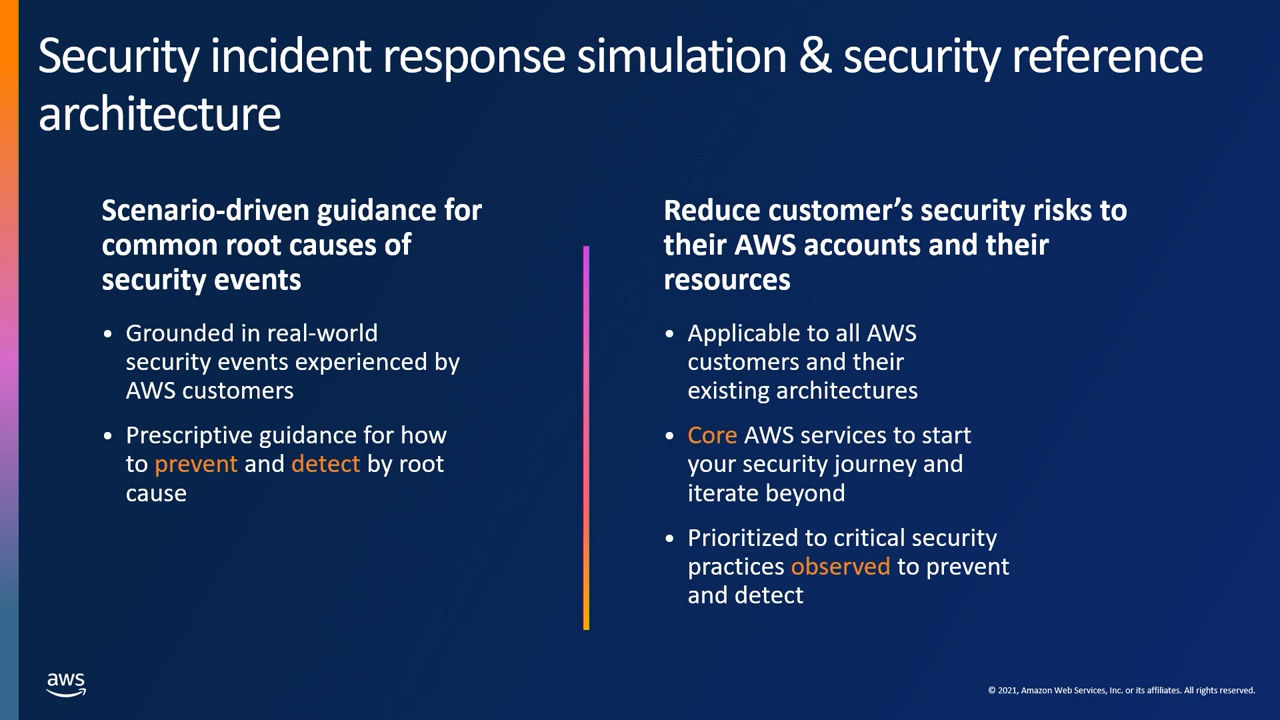 Security incident response simulation & security reference
architecture
Scenario-driven guidance for
common root causes of
security events
• Grounded in real-world
security events experienced by
AWS customers
• Prescriptive guidance for how
to prevent and detect by root
cause
Reduce customer’s security risks to
their AWS accounts and their
resources
• Applicable to all AWS
customers and their
existing architectures
• Core AWS services to start
your security journey and
iterate beyond
• Prioritized to critical security
practices observed to prevent
and detect
aws
© 2021, Amazon Web Services, Inc. or its affiliates. All rights reserved.